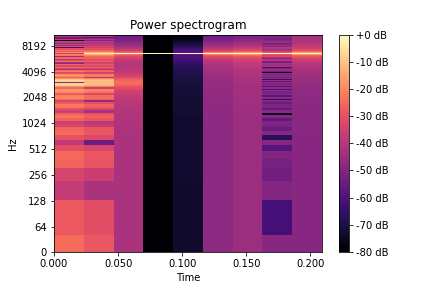 Power spectrogram
8192
4096
2048
1024
512
256
128
64
0
Hz
0.000 0.050 0.100 0.150 0.200
Time
+0 dB
-10 dB
-20 dB
-30 dB
-40 dB
-50 dB
-60 dB
-70 dB
-80 dB